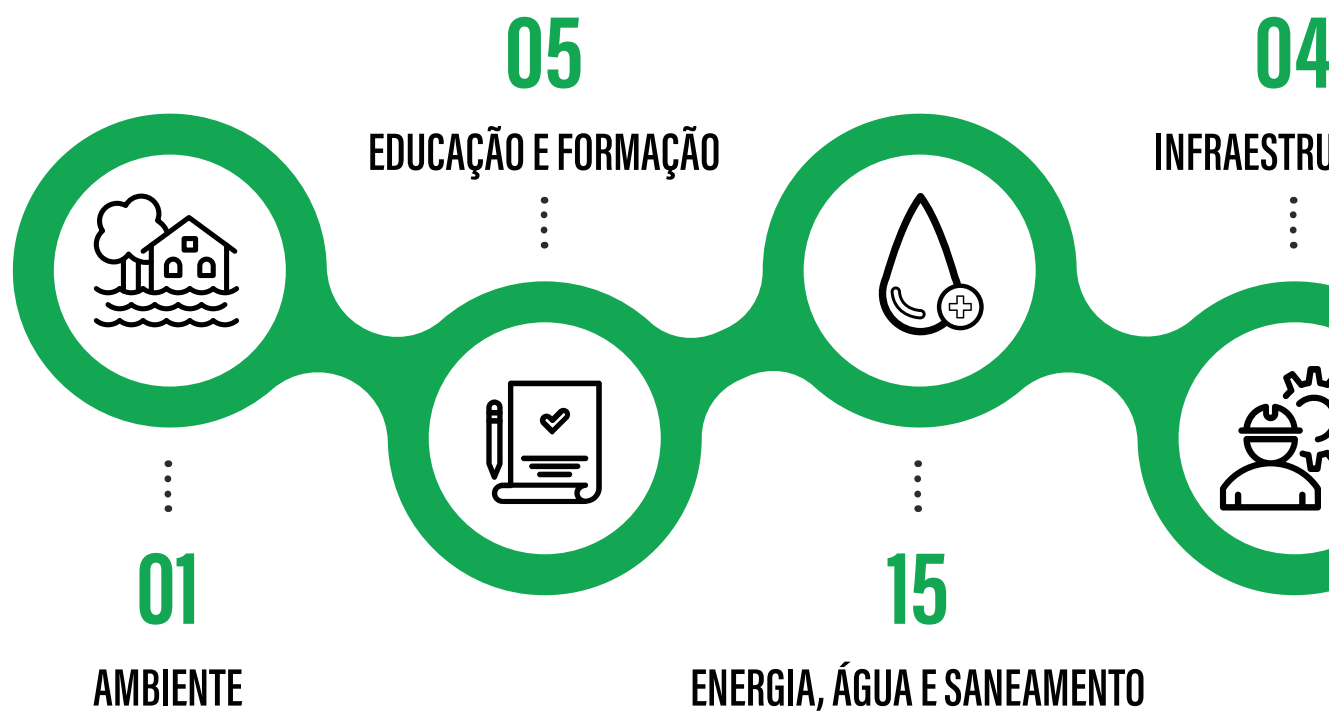 05
EDUCAÇÃO E FORMAÇÃO
04
01
AMBIENTE
15
ENERGIA, ÁGUA E SANEAMENTO